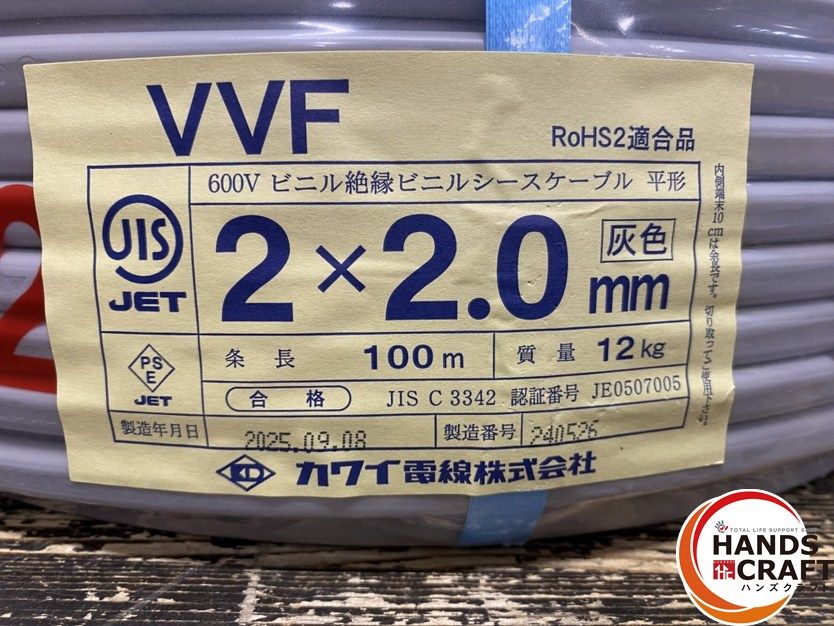 VVF
RoHS2適合品
600V ビニル絶縁ビニルシースケーブル 平形
JIS
JET
2×2.0mm
灰色
条長 100m
質量 12kg
PS
E
JET
合格 JIS C 3342 認証番号 JE0507005
製造年月日 2025.09.08
製造番号 240526
カワイ電線株式会社
内側端末10cmは余長です。切り取ってご使用下さい。
2
TOTAL LIFE SUPPORT SHOP
HANDS
CRAFT
ハンズクラフト